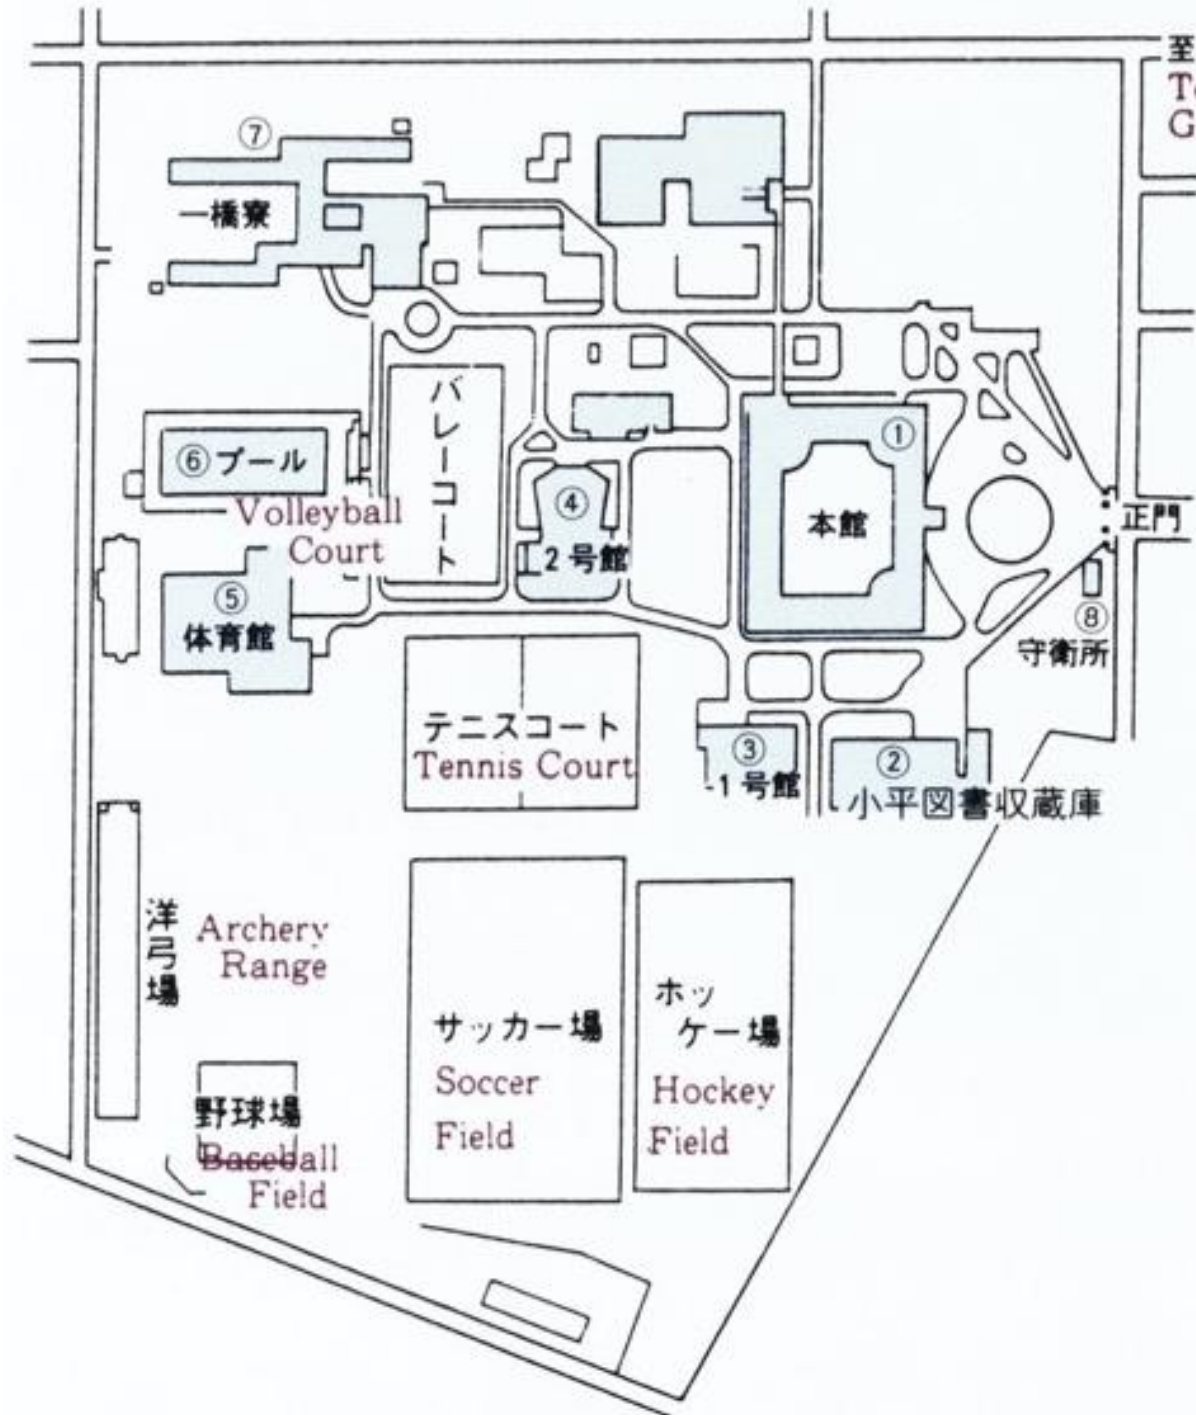 至
⑦
一橋寮
①
本館
正門
バレーコート
⑥プール
Volleyball
Court
④
2号館
⑤
体育館
⑧
守衛所
テニスコート
Tennis Court
③
1号館
②
小平図書収蔵庫
洋弓場
Archery
Range
サッカー場
Soccer
Field
ホッ
ケー場
Hockey
Field
野球場
Baseball
Field